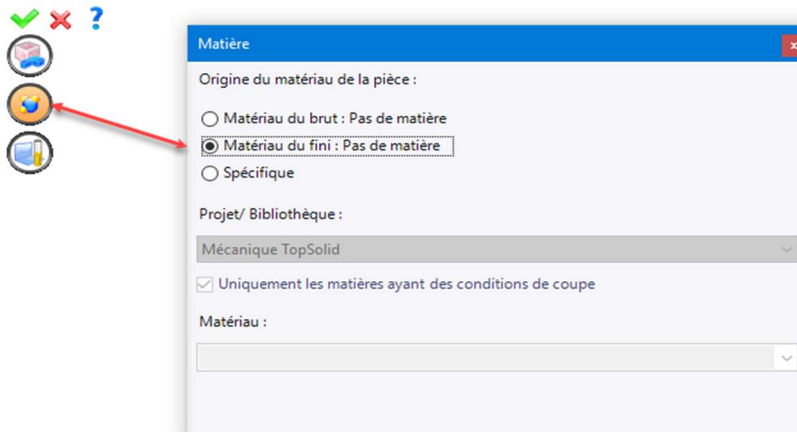 ?
Matière
x
Origine du matériau de la pièce :
Matériau du brut : Pas de matière
Matériau du fini : Pas de matière
Spécifique
Projet/ Bibliothèque :
Mécanique TopSolid
Uniquement les matières ayant des conditions de coupe
Matériau :